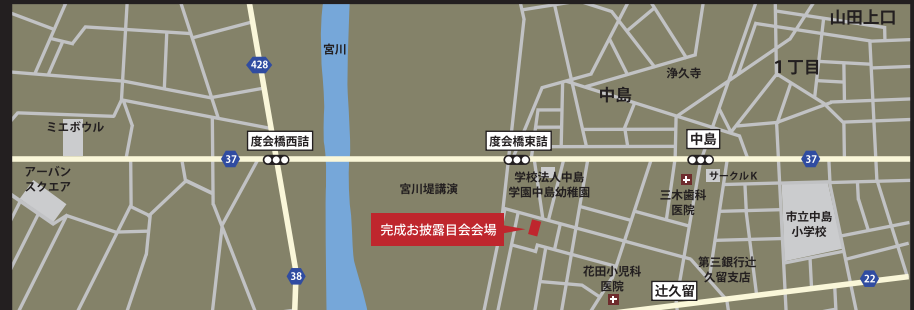 山田上口
宮川
428
浄久寺
1丁目
中島
ミエボウル
度会橋西詰
度会橋東詰
中島
37
37
アーバン
スクエア
学校法人中島
学園中島幼稚園
サークルK
宮川堤講演
三木歯科
医院
市立中島
小学校
完成お披露目会会場
第三銀行辻
久留支店
花田小児科
医院
38
辻久留
22